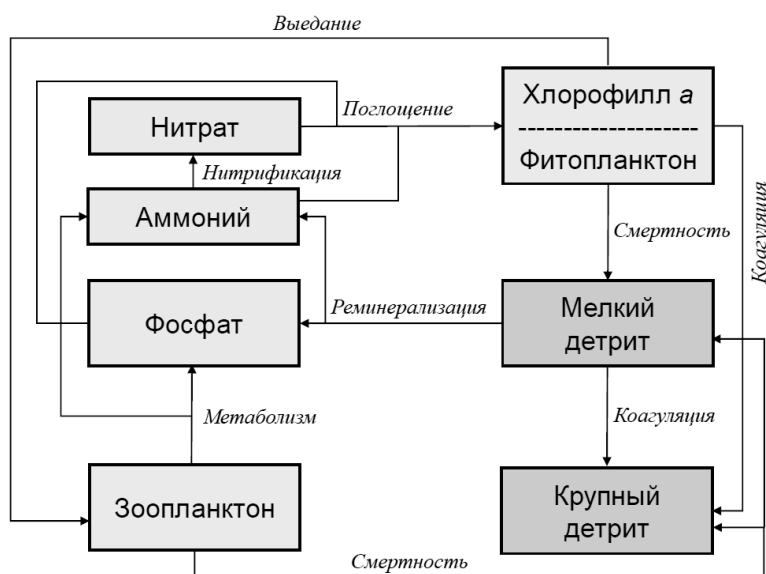 Выедание
Хлорофилл a
Фитопланктон
Нитрат
Поглощение
Нитрификация
Аммоний
Смертность
Коагуляция
Фосфат
Реминерализация
Мелкий
детрит
Метаболизм
Коагуляция
Зоопланктон
Крупный
детрит
Смертность